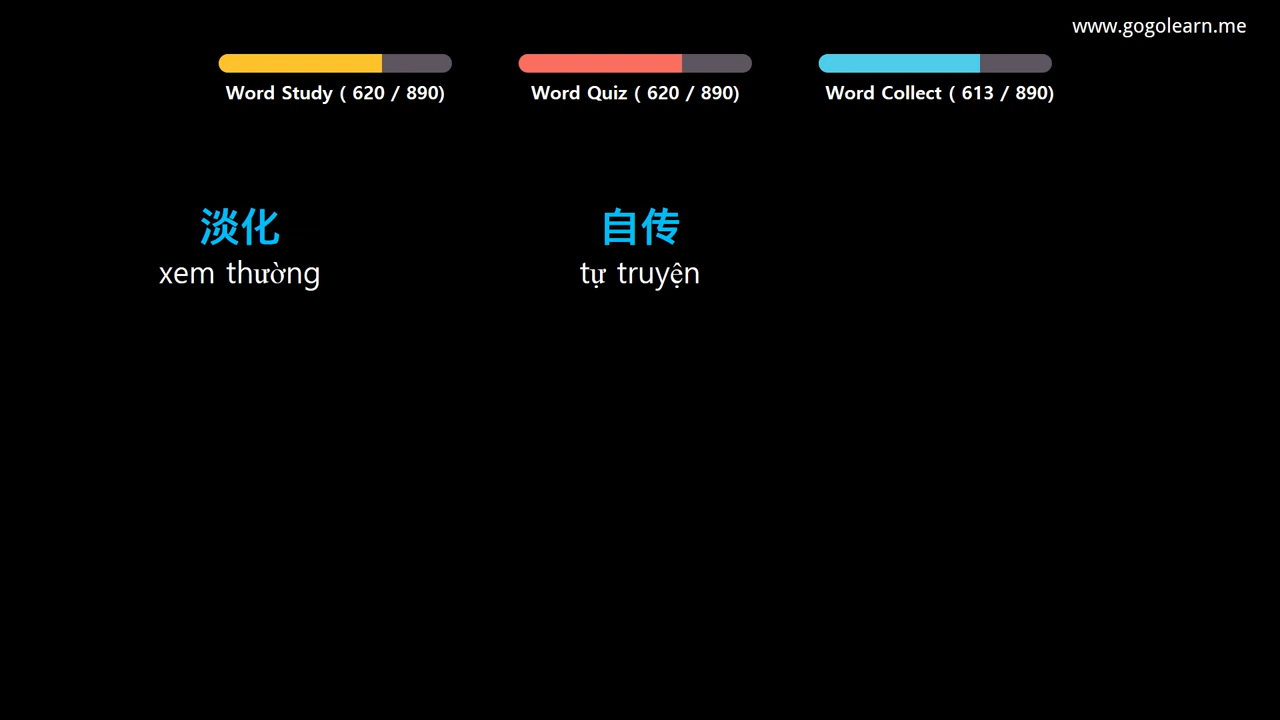 www.gogolearn.me
Word Study ( 620 / 890)
Word Quiz ( 620 / 890)
Word Collect ( 613 / 890)
淡化
自传
xem thường
tự truyện